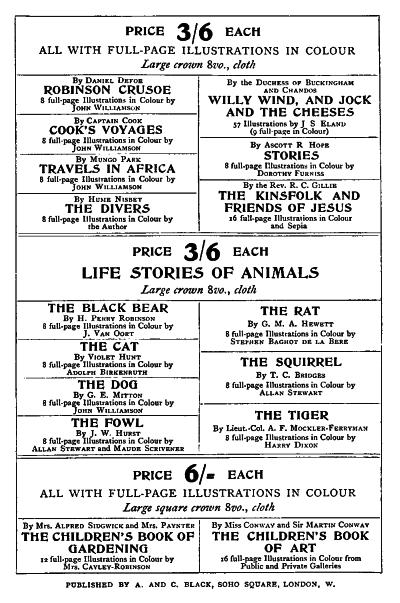 PRICE 3/6 EACH
ALL WITH FULL-PAGE ILLUSTRATIONS IN COLOUR
Large crown 8vo., cloth
By Daniel Defoe
ROBINSON CRUSOE
8 full-page Illustrations in Colour by
John Williamson
By Captain Cook
COOK'S VOYAGES
8 full-page Illustrations in Colour by
John Williamson
By Mungo Park
TRAVELS IN AFRICA
8 full-page Illustrations in Colour by
John Williamson
By Hume Nisbet
THE DIVERS
8 full-page Illustrations in Colour by
the Author
By the Duchess of Buckingham
and Chandos
WILLY WIND, AND JOCK
AND THE CHEESES
57 Illustrations by J S Eland
(9 full-page in Colour)
By Ascott R Hope
STORIES
8 full-page Illustrations in Colour by
Dorothy Furniss
By the Rev. R. C. Gillie
THE KINSFOLK AND
FRIENDS OF JESUS
16 full-page Illustrations in Colour
and Sepia
PRICE 3/6 EACH
LIFE STORIES OF ANIMALS
Large crown 8vo., cloth
THE BLACK BEAR
By H. Perry Robinson
8 full-page Illustrations in Colour by
J. Van Oort
THE CAT
By Violet Hunt
8 full-page Illustrations in Colour by
Adolph Birkenruth
THE DOG
By G. E. Mitton
8 full-page Illustrations in Colour by
John Williamson
THE FOWL
By J. W. Hurst
8 full-page Illustrations in Colour by
Allan Stewart and Maude Scrivener
THE RAT
By G. M. A. Hewett
8 full-page Illustrations in Colour by
Stephen Baghot de la Bere
THE SQUIRREL
By T. C. Bridges
8 full-page Illustrations in Colour by
Allan Stewart
THE TIGER
By Lieut.-Col. A. F. Mockler-Ferryman
8 full-page Illustrations in Colour by
Harry Dixon
PRICE 6/= EACH
ALL WITH FULL-PAGE ILLUSTRATIONS IN COLOUR
Large square crown 8vo., cloth
By Mrs. Alfred Sidgwick and Mrs. Paynter
THE CHILDREN'S BOOK OF
GARDENING
12 full-page Illustrations in Colour by
Mrs. Cayley-Robinson
By Miss Conway and Sir Martin Conway
THE CHILDREN'S BOOK
OF ART
16 full-page Illustrations in Colour from
Public and Private Galleries
PUBLISHED BY A. AND C. BLACK, SOHO SQUARE, LONDON, W.